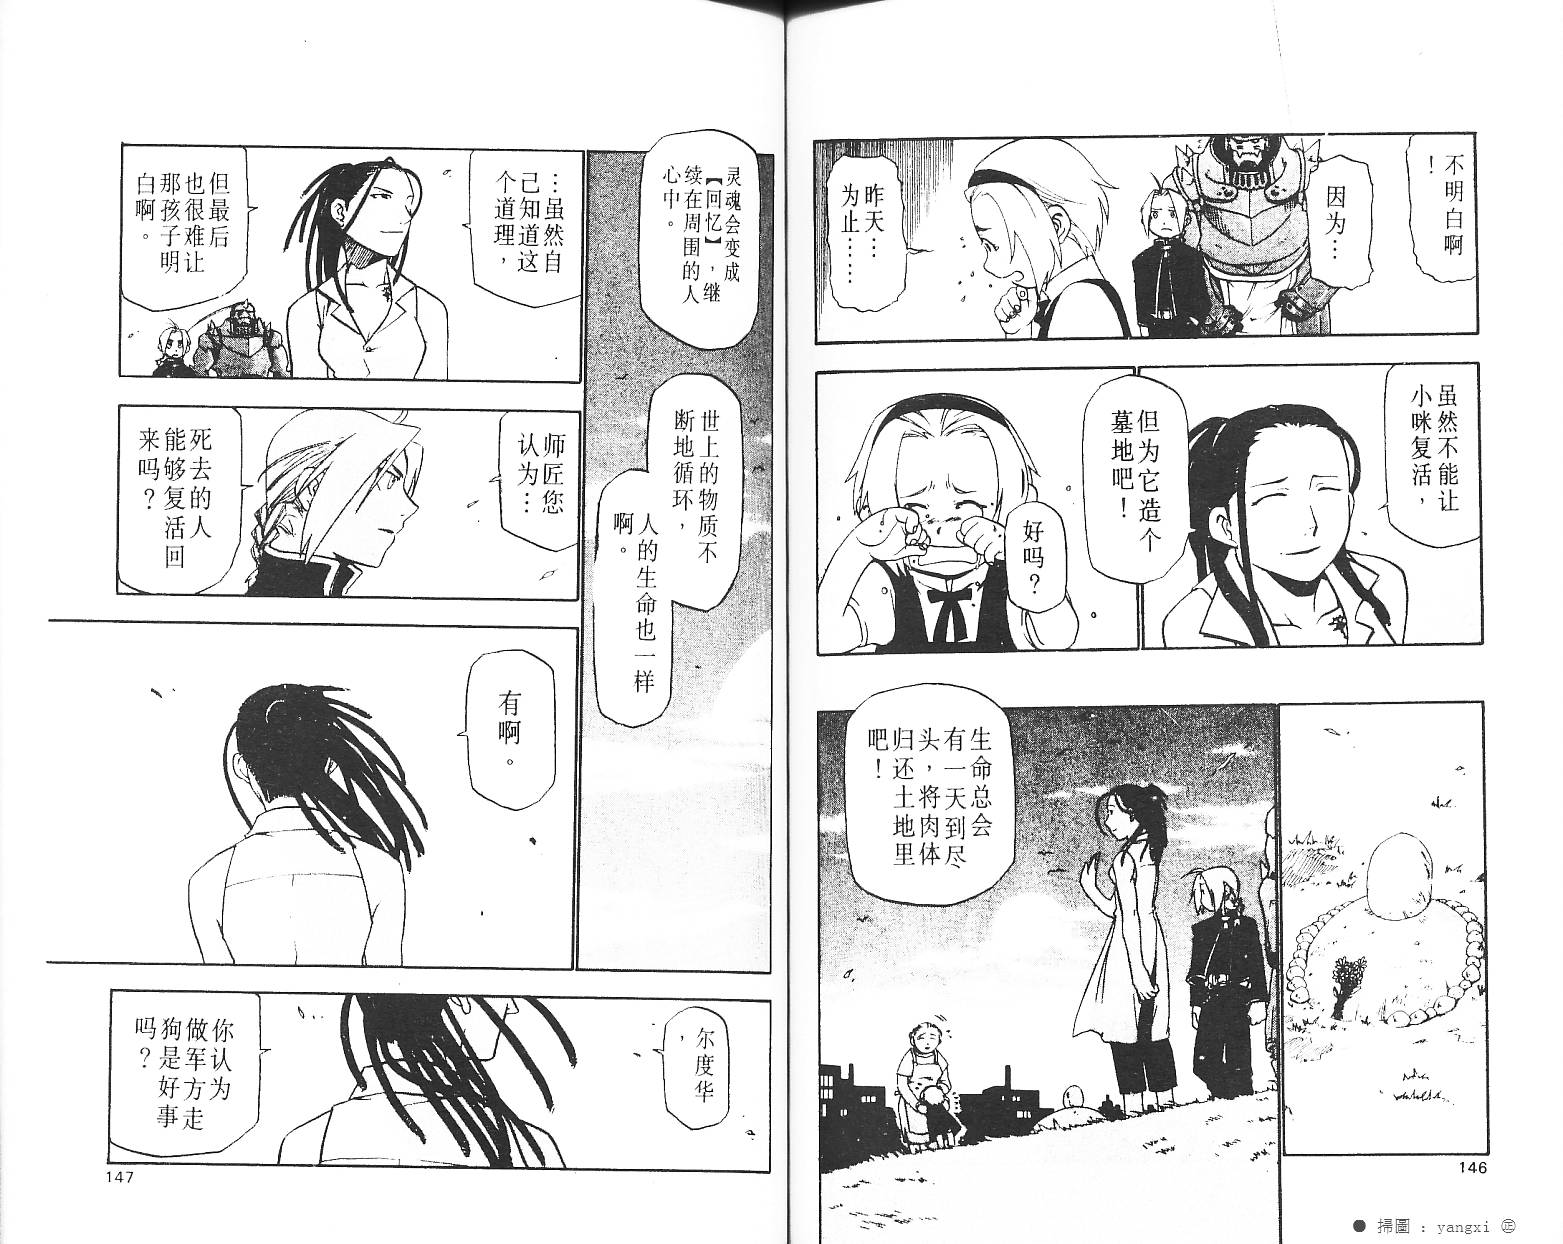 不明白啊
！
因为…
昨天…
为止……
虽然不能让
小咪复活，
但为它造个
墓地吧！
好吗？
生命总会
有一天到尽
头，将肉体
归还土地里
吧！
146
灵魂会变成
【回忆】，继
续在周围的人
心中。
世上的物质不
断地循环，
人的生命也一样
啊。
…虽然自
己知道这
个道理，
但最后
也很难让
那孩子明
白啊。
师匠您
认为…
死去的人
能够复活回
来吗？
有啊。
尔度华
，
你认为
做军方走
狗是好事
吗？
147
● 掃圖：yangxi ㊣